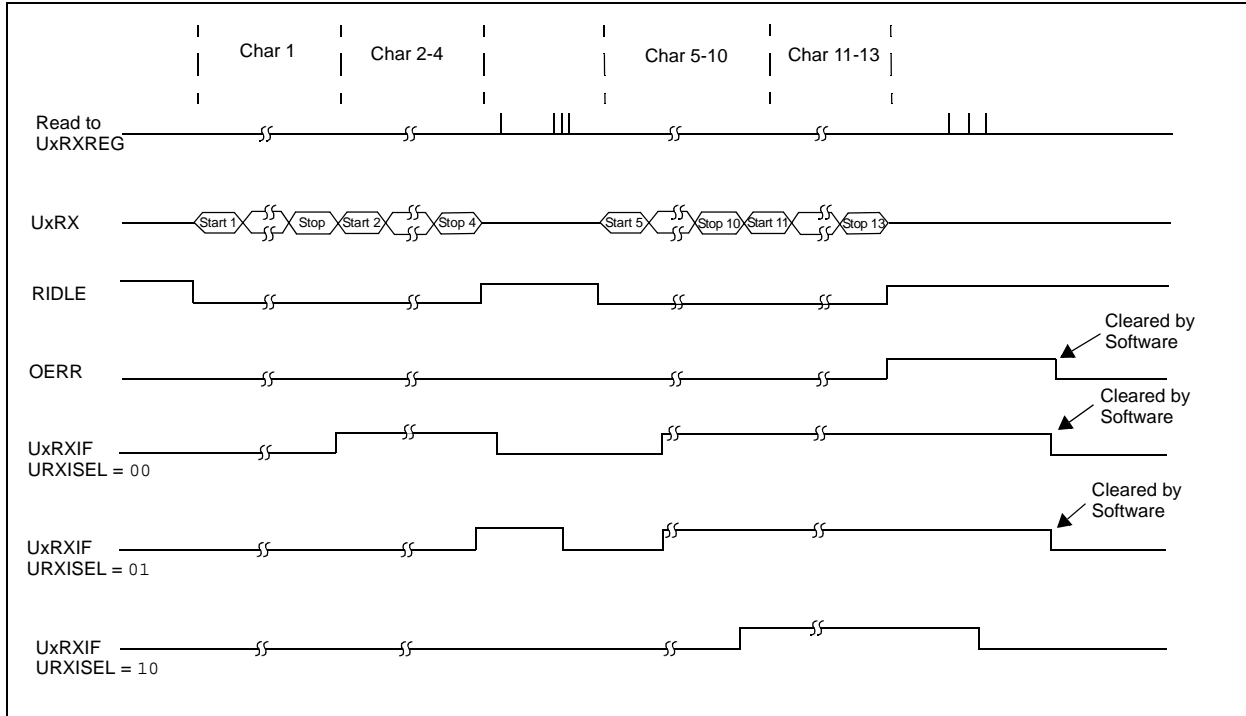 Char 1
Char 2-4
Char 5-10
Char 11-13
Read to
UxRXREG
UxRX
Start 1
Stop
Start 2
Stop 4
Start 5
Stop 10
Start 11
Stop 13
RIDLE
Cleared by
Software
OERR
Cleared by
Software
UxRXIF
URXISEL = 00
Cleared by
Software
UxRXIF
URXISEL = 01
UxRXIF
URXISEL = 10